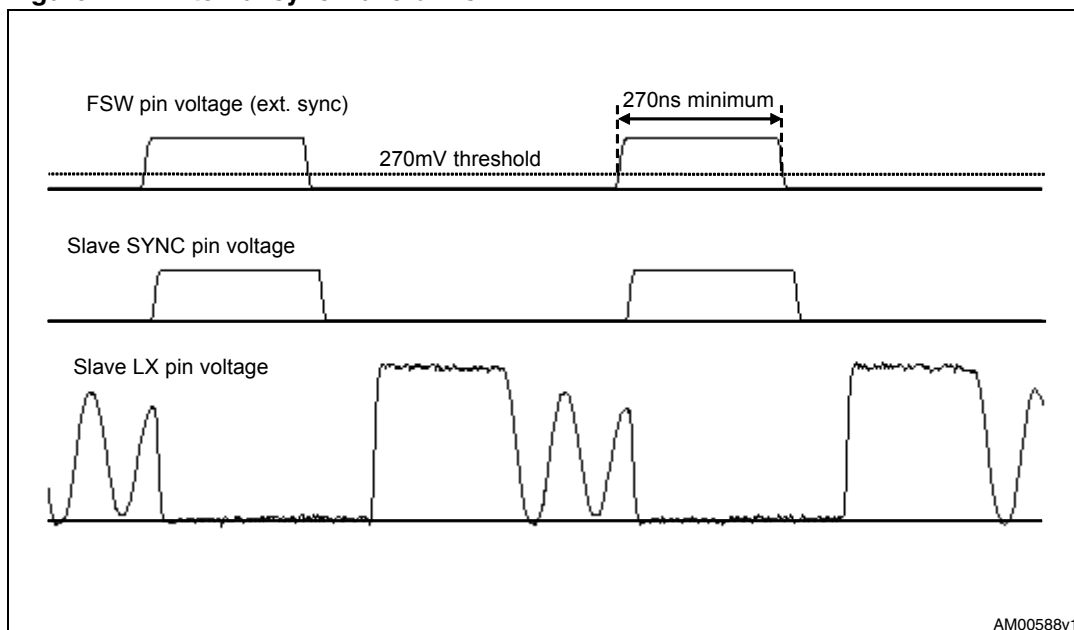 FSW pin voltage (ext. sync)
270ns minimum
270mV threshold
Slave SYNC pin voltage
Slave LX pin voltage
AM00588v1